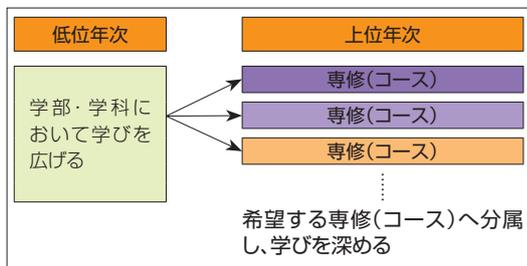 低位年次
上位年次
学部・学科に
おいて学びを
広げる
専修(コース)
専修(コース)
専修(コース)
希望する専修(コース)へ分属
し、学びを深める